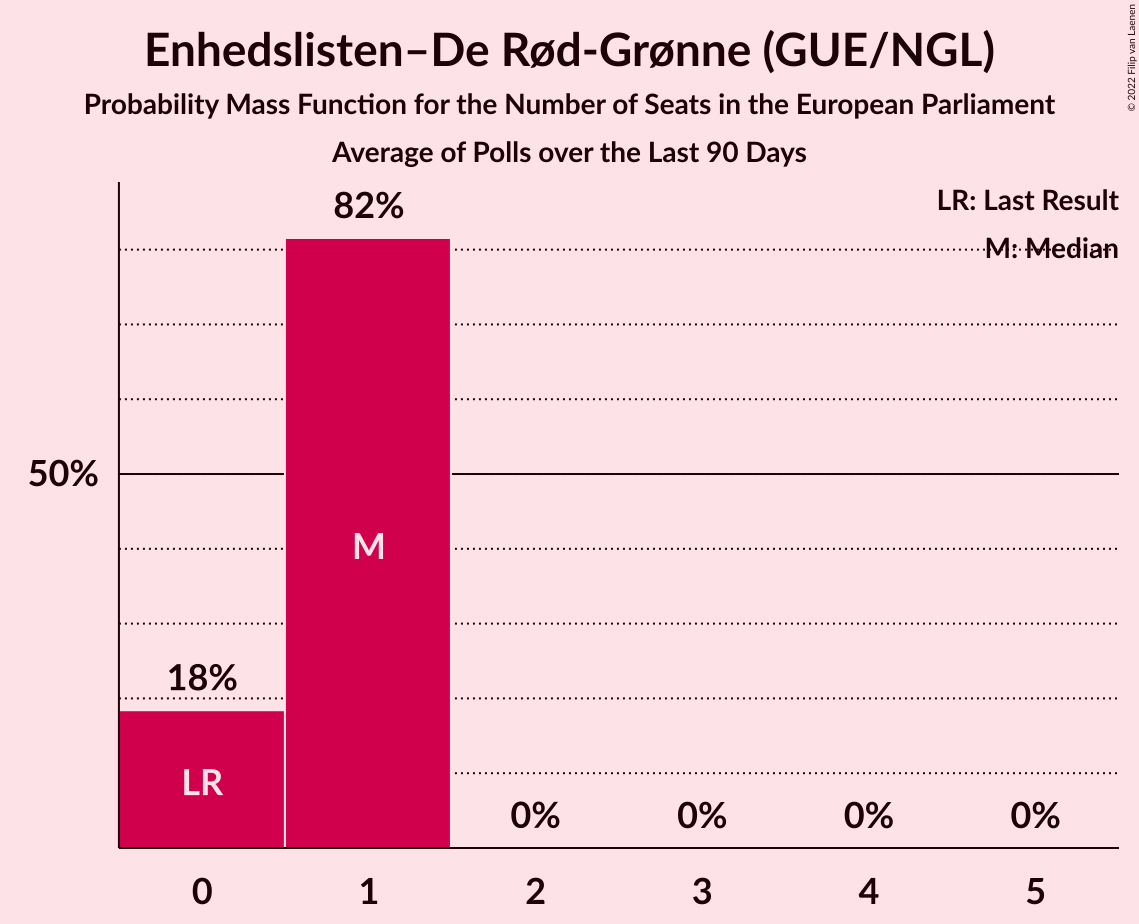 Enhedslisten–De Rød-Grønne (GUE/NGL)
Probability Mass Function for the Number of Seats in the European Parliament
Average of Polls over the Last 90 Days
© 2022 Filip van Laenen
LR: Last Result
M: Median
82%
50%
M
18%
LR
0% 0% 0% 0%
0 1 2 3 4 5